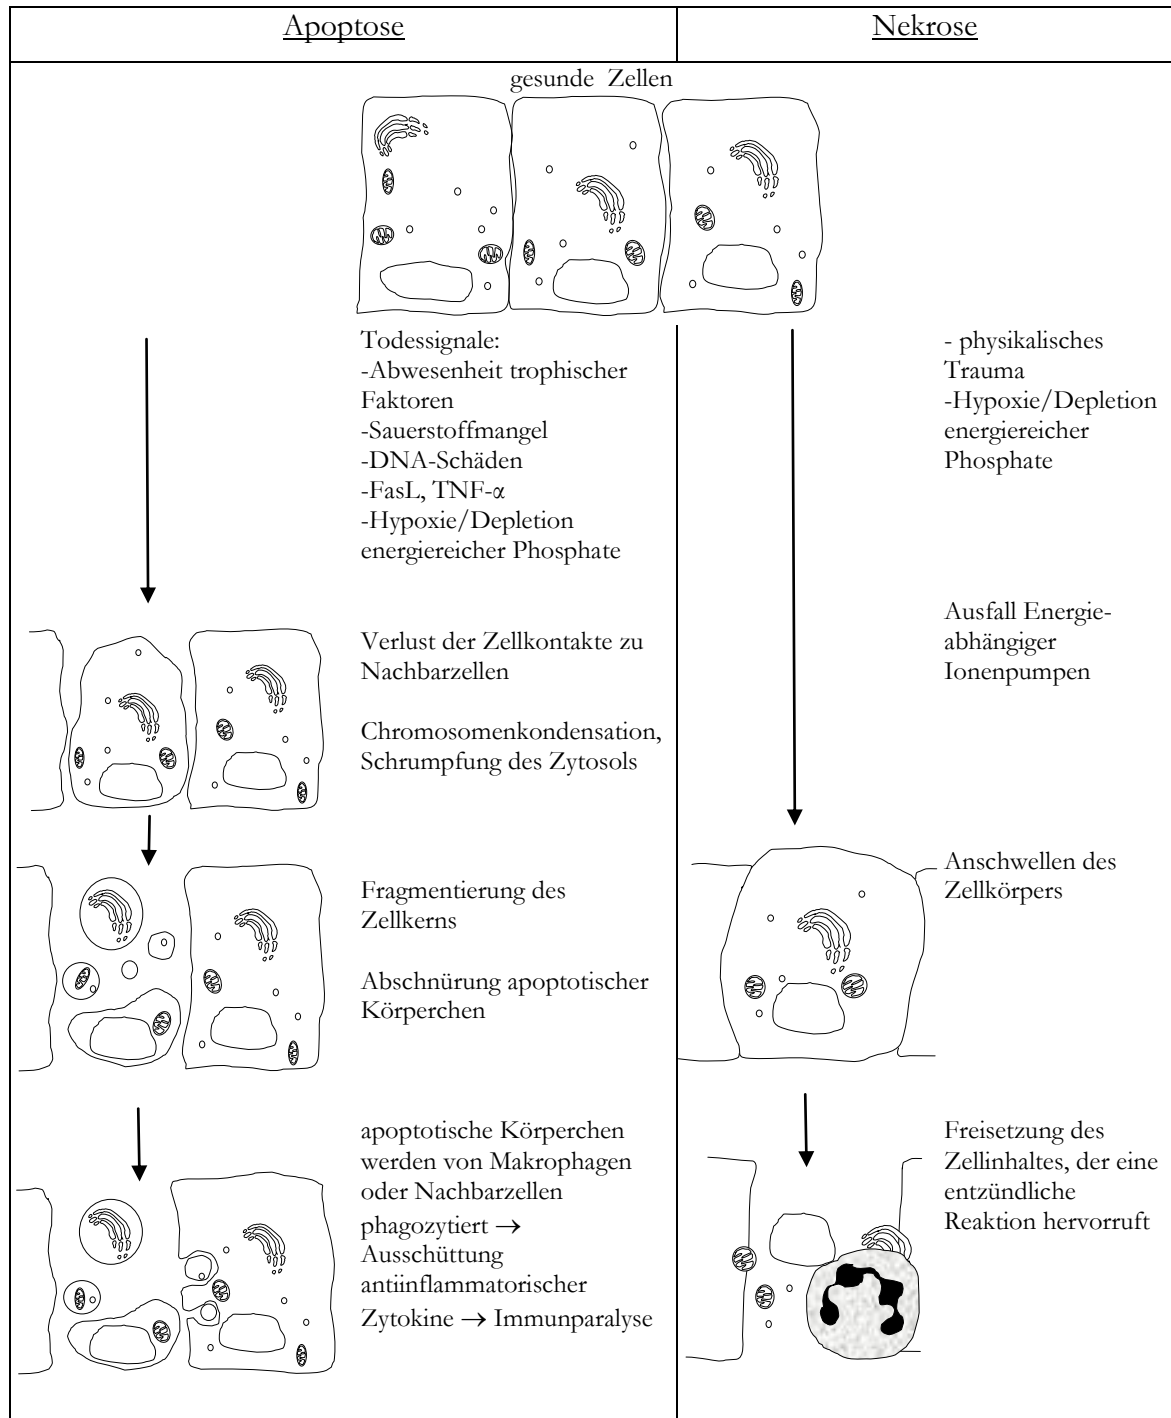 Apoptose
Nekrose
gesunde Zellen
Todessignale:
-Abwesenheit trophischer
Faktoren
-Sauerstoffmangel
-DNA-Schäden
-FasL, TNF-α
-Hypoxie/Depletion
energiereicher Phosphate
Verlust der Zellkontakte zu
Nachbarzellen
Chromosomenkondensation,
Schrumpfung des Zytosols
Fragmentierung des
Zellkerns
Abschnürung apoptotischer
Körperchen
apoptotische Körperchen
werden von Makrophagen
oder Nachbarzellen
phagozytiert →
Ausschüttung
antiinflammatorischer
Zytokine → Immunparalyse
- physikalisches
Trauma
-Hypoxie/Depletion
energiereicher
Phosphate
Ausfall Energie-
abhängiger
Ionenpumpen
Anschwellen des
Zellkörpers
Freisetzung des
Zellinhaltes, der eine
entzündliche
Reaktion hervorruft